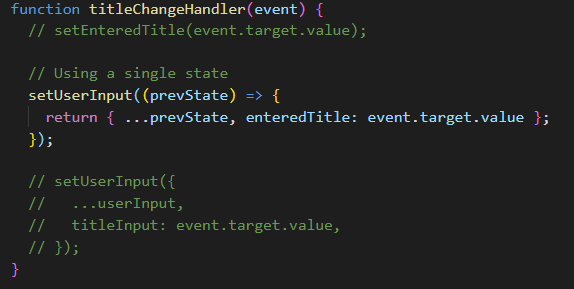 function titleChangeHandler(event) {
// setEnteredTitle(event.target.value);
// Using a single state
setUserInput((prevState) => {
return { ...prevState, enteredTitle: event.target.value };
});
// setUserInput({
//   ...userInput,
//   titleInput: event.target.value,
// });
}